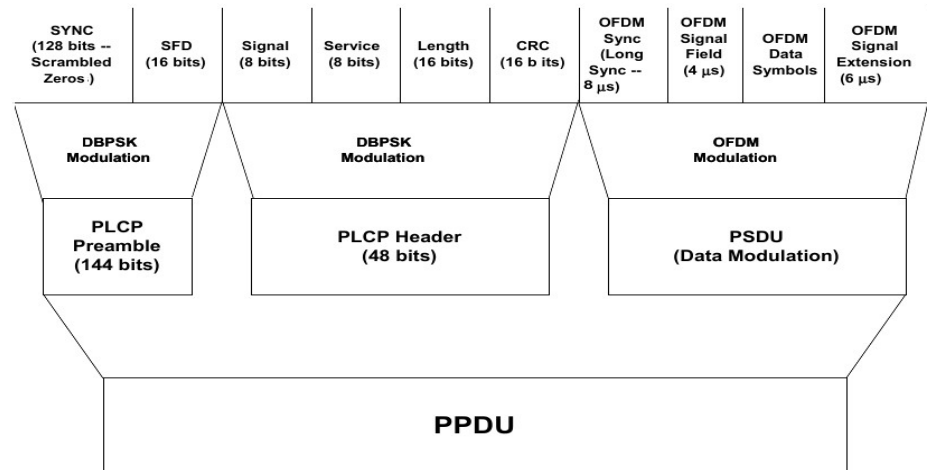 SYNC
(128 bits --
Scrambled
Zeros.)
SFD
(16 bits)
Signal
(8 bits)
Service
(8 bits)
Length
(16 bits)
CRC
(16 b its)
OFDM
Sync
(Long
Sync --
8 µs)
OFDM
Signal
Field
(4 µs)
OFDM
Data
Symbols
OFDM
Signal
Extension
(6 µs)
DBPSK
Modulation
DBPSK
Modulation
OFDM
Modulation
PLCP
Preamble
(144 bits)
PLCP Header
(48 bits)
PSDU
(Data Modulation)
PPDU